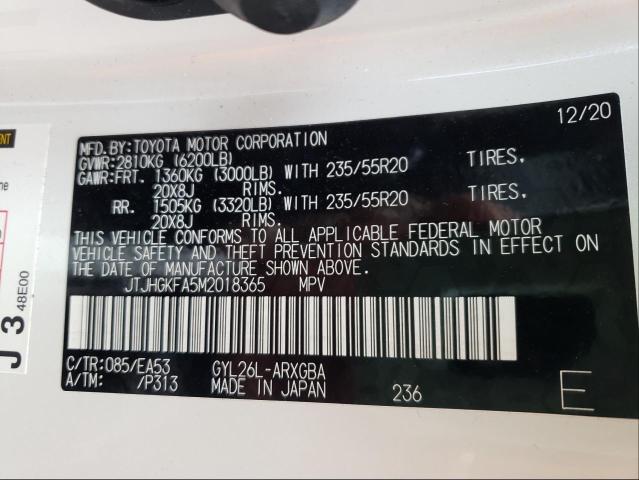 12/20
MFD.BY:TOYOTA MOTOR CORPORATION
GVWR:2810KG (6200LB)
GAWR:FRT. 1360KG (3000LB) WITH 235/55R20 TIRES,
20X8J RIMS.
RR. 1505KG (3320LB) WITH 235/55R20 TIRES,
20X8J RIMS.
THIS VEHICLE CONFORMS TO ALL APPLICABLE FEDERAL MOTOR
VEHICLE SAFETY AND THEFT PREVENTION STANDARDS IN EFFECT ON
THE DATE OF MANUFACTURE SHOWN ABOVE.
JTJHGKFA5M2018365 MPV
C/TR:085/EA53 GYL26L-ARXGBA
A/TM: /P313 MADE IN JAPAN 236 E
J 3 48E00